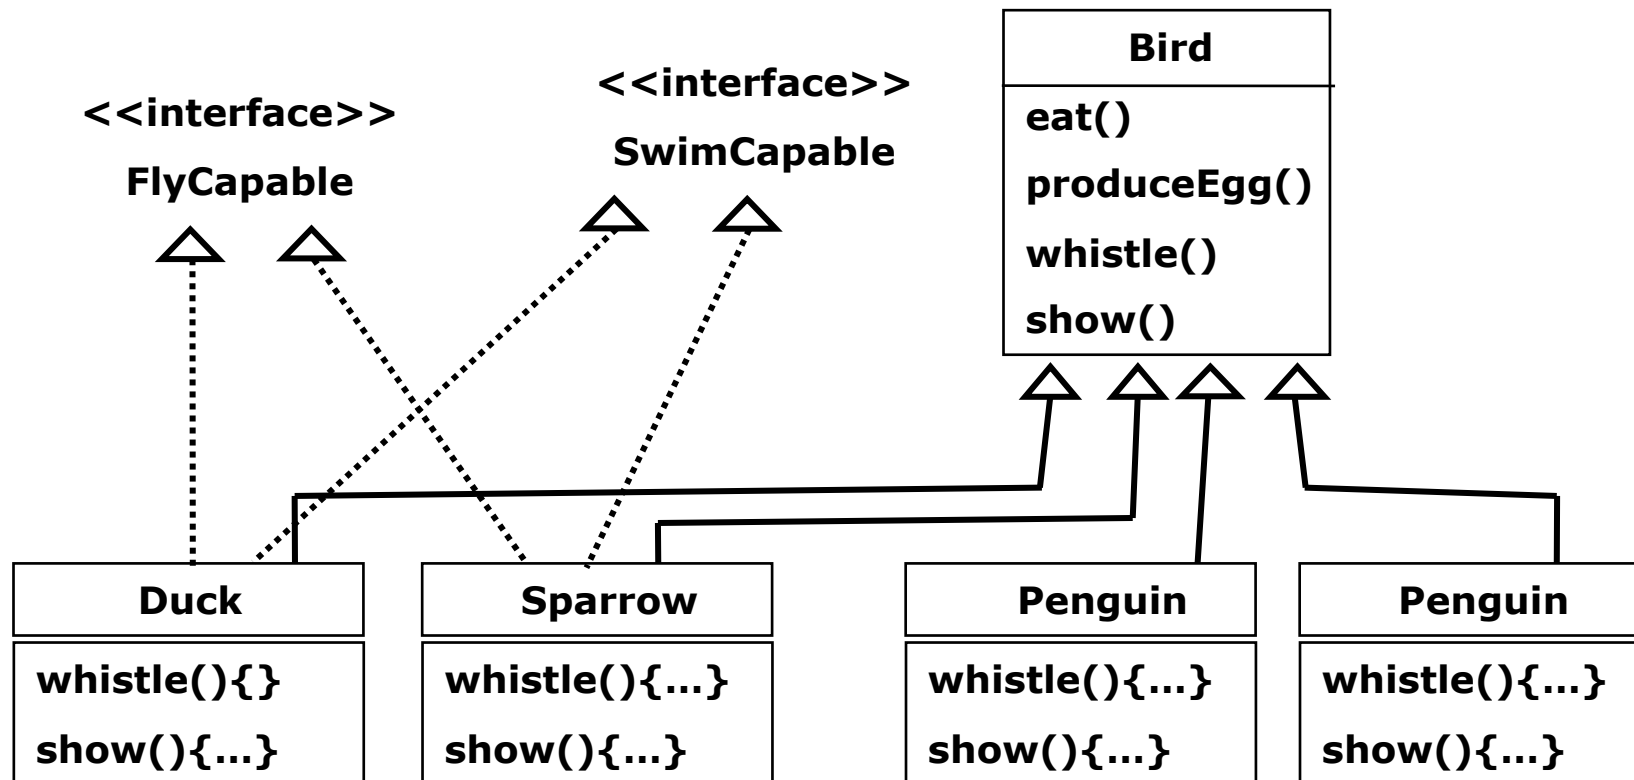 <<interface>>
FlyCapable
<<interface>>
SwimCapable
Bird
eat()
produceEgg()
whistle()
show()
Duck
whistle(){}
show(){...}
Sparrow
whistle(){...}
show(){...}
Penguin
whistle(){...}
show(){...}
Penguin
whistle(){...}
show(){...}